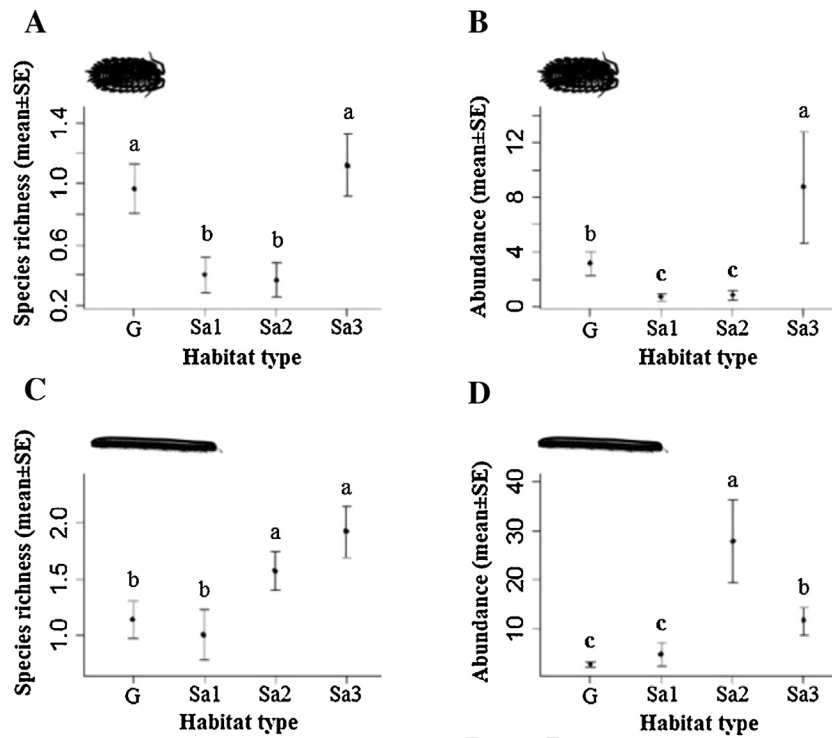 A
Species richness (mean±SE)
1.4
1.0
0.6
0.2
a
b
b
a
G Sa1 Sa2 Sa3
Habitat type
B
Abundance (mean±SE)
12
8
4
0
b
c
c
a
G Sa1 Sa2 Sa3
Habitat type
C
Species richness (mean±SE)
2.0
1.5
1.0
b
b
a
a
G Sa1 Sa2 Sa3
Habitat type
D
Abundance (mean±SE)
40
30
20
10
c
c
a
b
G Sa1 Sa2 Sa3
Habitat type